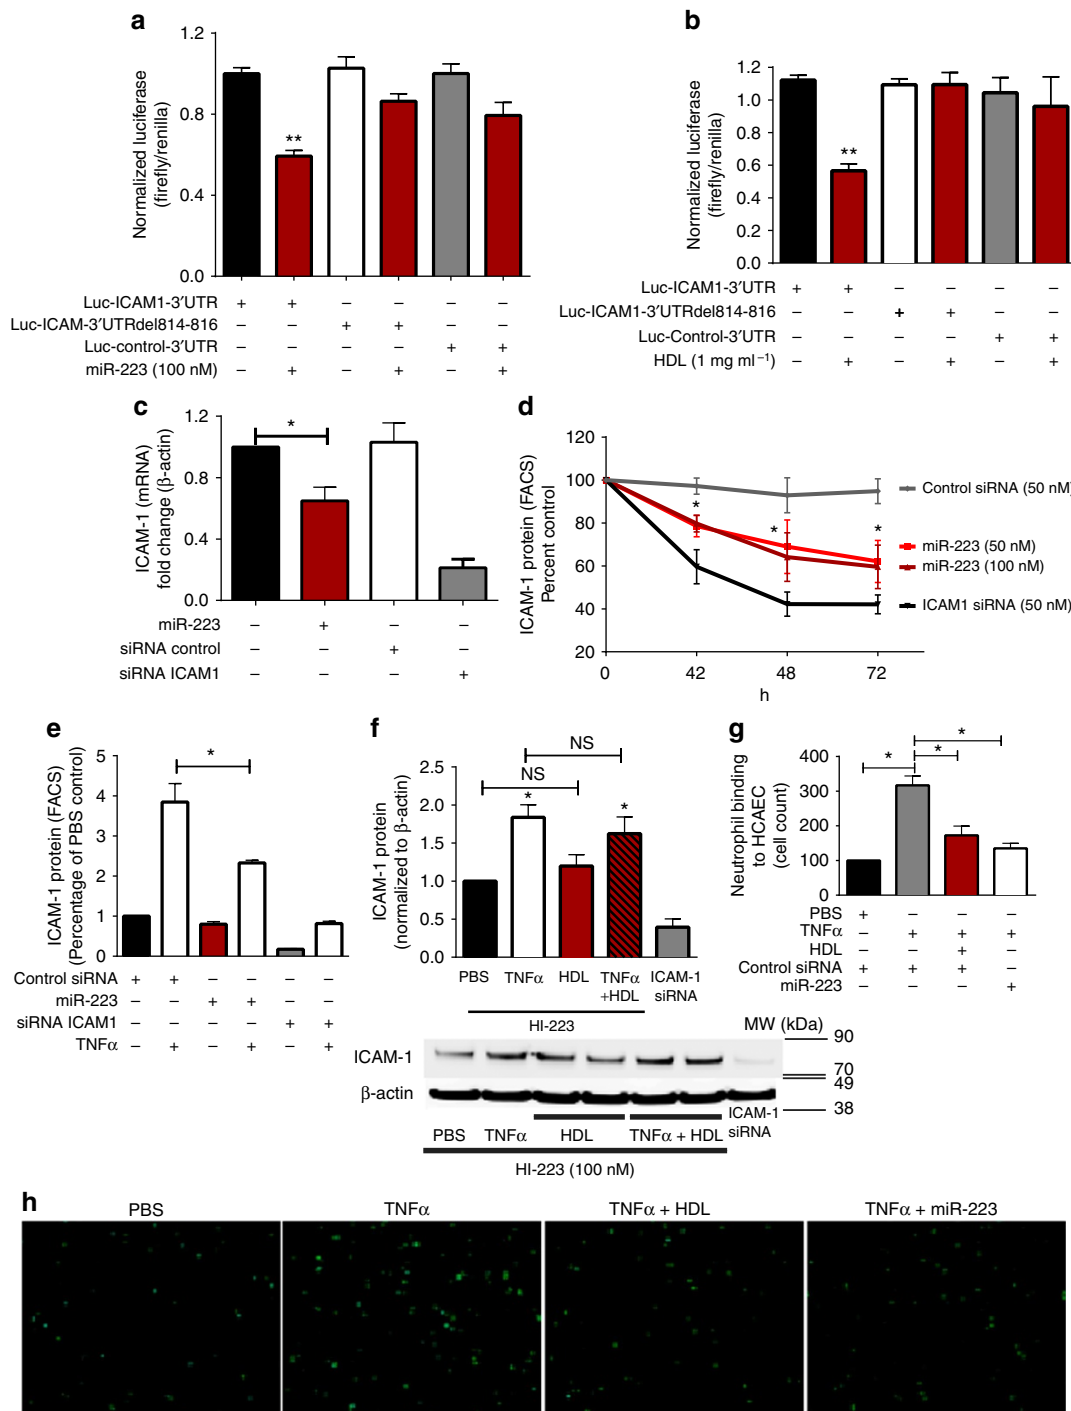 a
Normalized luciferase
(firefly/renilla)
1.2
0.8
0.4
0.0
**
Luc-ICAM1-3′UTR + + – – – –
Luc-ICAM-3′UTRdel814-816 – – + + – –
Luc-control-3′UTR – – – – + +
miR-223 (100 nM) – + – + – +
b
Normalized luciferase
(firefly/renilla)
1.2
1.0
0.8
0.6
0.4
0.2
0.0
**
Luc-ICAM1-3′UTR + + – – – –
Luc-ICAM1-3′UTRdel814-816 – – + + – –
Luc-Control-3′UTR – – – – + +
HDL (1 mg ml⁻¹) – + – + – +
c
ICAM-1 (mRNA)
fold change (β-actin)
1.2
0.8
0.4
0.0
*
miR-223 – + – –
siRNA control – – + –
siRNA ICAM1 – – – +
d
ICAM-1 protein (FACS)
Percent control
120
100
80
60
40
20
0 42 48 72
h
* * *
Control siRNA (50 nM)
miR-223 (50 nM)
miR-223 (100 nM)
ICAM1 siRNA (50 nM)
e
ICAM-1 protein (FACS)
(Percentage of PBS control)
5
4
3
2
1
0
*
Control siRNA + + – – – –
miR-223 – – + + – –
siRNA ICAM1 – – – – + +
TNFα – + – + – +
f
ICAM-1 protein
(normalized to β-actin)
2.5
2.0
1.5
1.0
0.5
0.0
NS
NS
* *
PBS TNFα HDL TNFα +HDL ICAM-1 siRNA
HI-223
MW (kDa)
ICAM-1
β-actin
90
70
49
38
PBS TNFα HDL TNFα + HDL ICAM-1 siRNA
HI-223 (100 nM)
g
Neutrophil binding
to HCAEC
(cell count)
400
300
200
100
0
* * *
PBS + – – –
TNFα – + + +
HDL – – + –
Control siRNA + + + –
miR-223 – – – +
h
PBS TNFα TNFα + HDL TNFα + miR-223